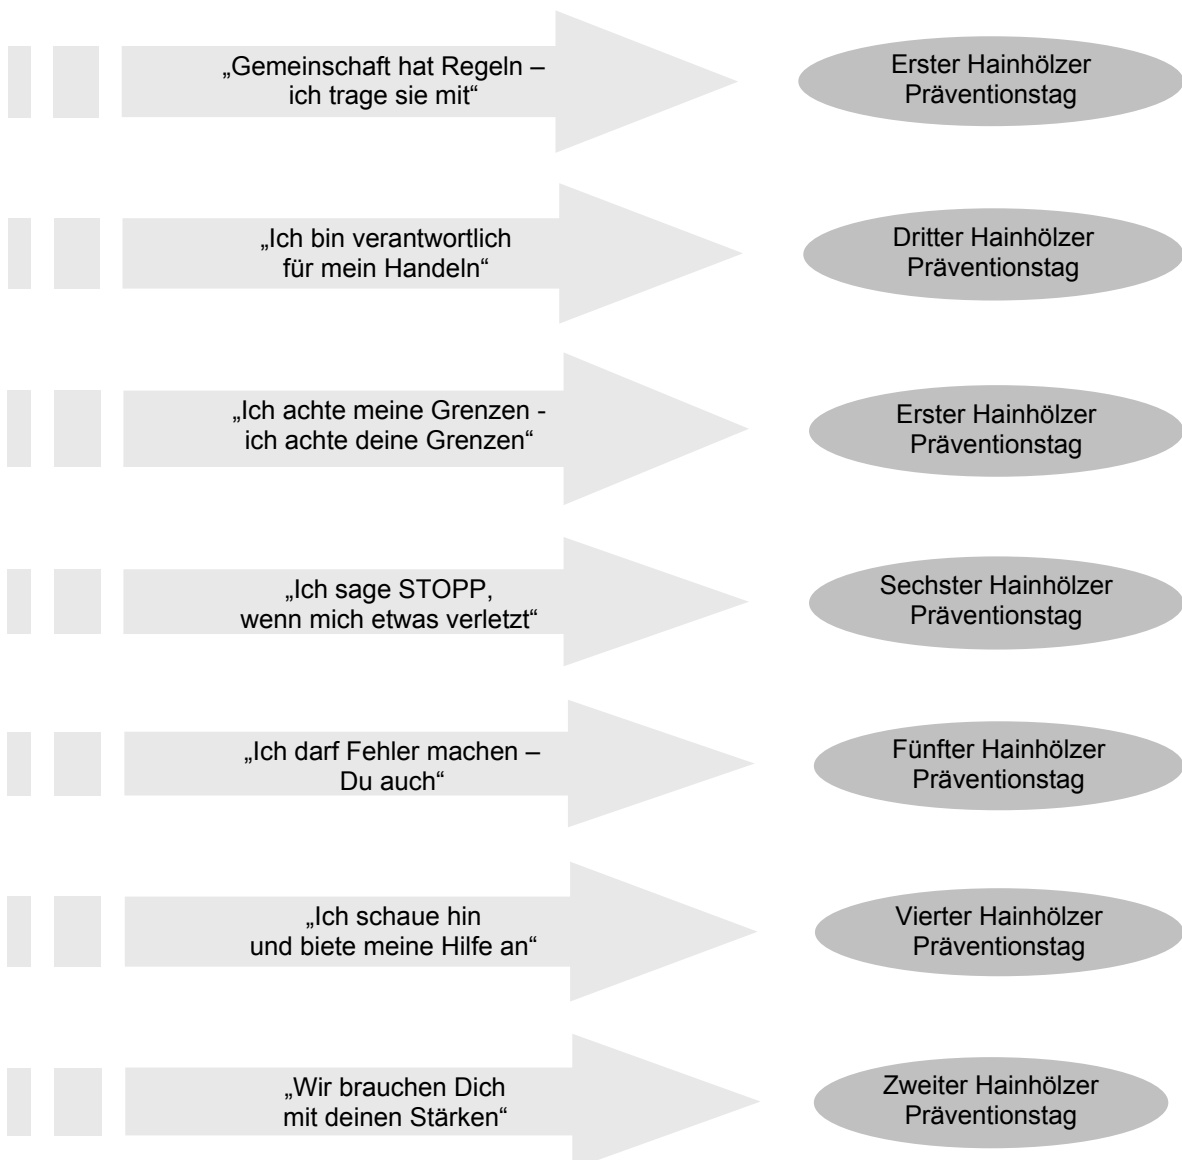 „Gemeinschaft hat Regeln –
ich trage sie mit“
Erster Hainhölzer
Präventionstag
„Ich bin verantwortlich
für mein Handeln“
Dritter Hainhölzer
Präventionstag
„Ich achte meine Grenzen -
ich achte deine Grenzen“
Erster Hainhölzer
Präventionstag
„Ich sage STOPP,
wenn mich etwas verletzt“
Sechster Hainhölzer
Präventionstag
„Ich darf Fehler machen –
Du auch“
Fünfter Hainhölzer
Präventionstag
„Ich schaue hin
und biete meine Hilfe an“
Vierter Hainhölzer
Präventionstag
„Wir brauchen Dich
mit deinen Stärken“
Zweiter Hainhölzer
Präventionstag